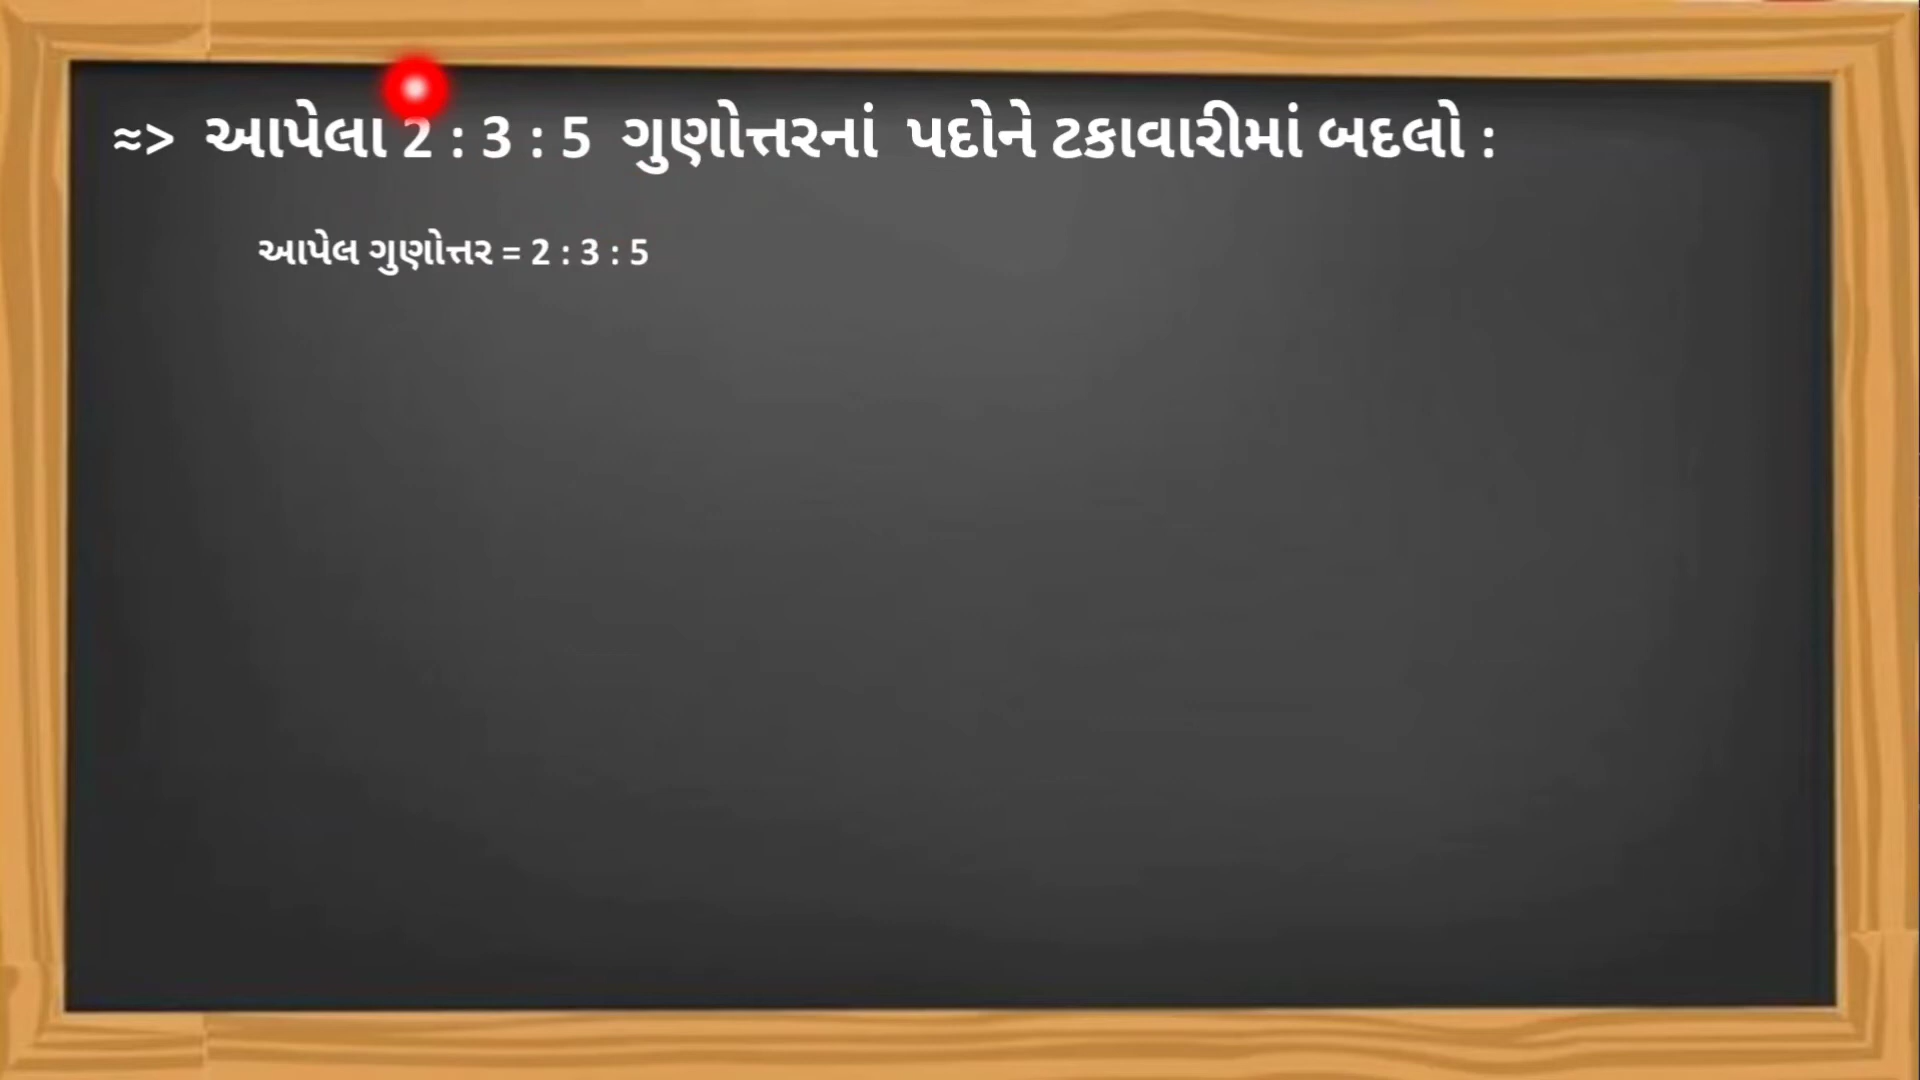 ≈> આપેલા 2 : 3 : 5 ગુણોત્તરનાં પદોને ટકાવારીમાં બદલો :
આપેલ ગુણોત્તર = 2 : 3 : 5